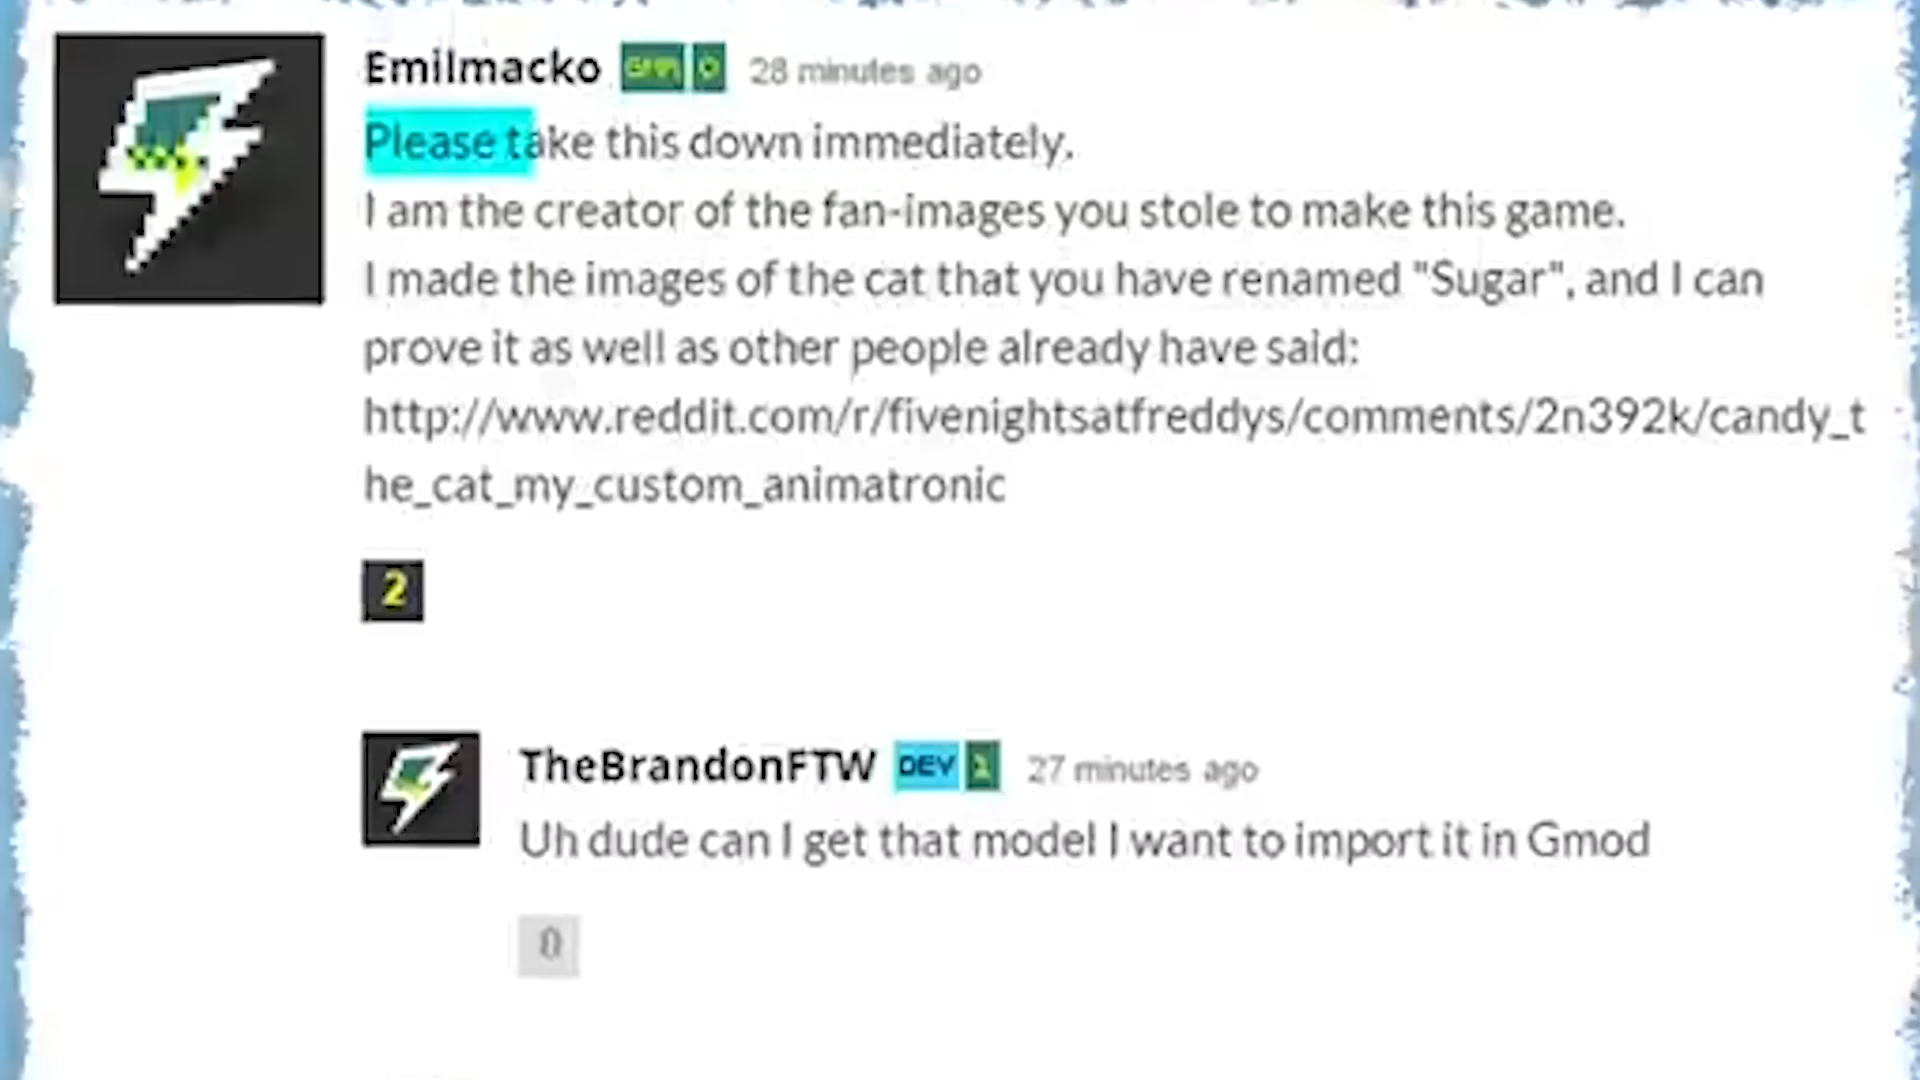 Emilmacko 28 minutes ago
Please take this down immediately.
I am the creator of the fan-images you stole to make this game.
I made the images of the cat that you have renamed "Sugar", and I can
prove it as well as other people already have said:
http://www.reddit.com/r/fivenightsatfreddys/comments/2n392k/candy_t
he_cat_my_custom_animatronic
2
TheBrandonFTW DEV 1 27 minutes ago
Uh dude can I get that model I want to import it in Gmod
0